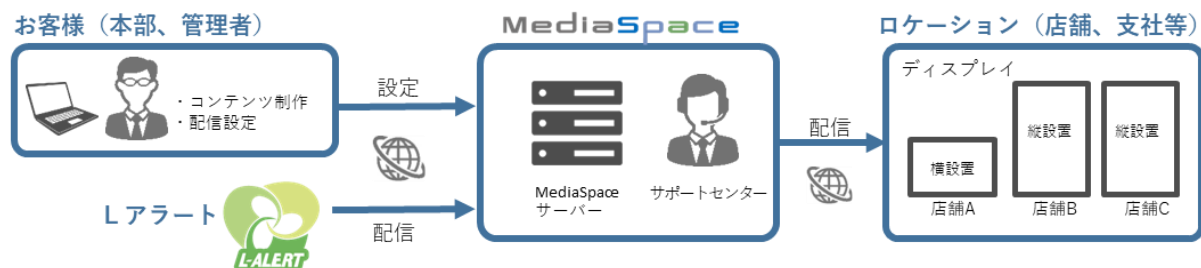 お客様（本部、管理者）
・コンテンツ制作
・配信設定
設定
Ｌアラート
L-ALERT
配信
MediaSpace
MediaSpace
サーバー
サポートセンター
配信
ロケーション（店舗、支社等）
ディスプレイ
横設置
店舗A
縦設置
店舗B
縦設置
店舗C